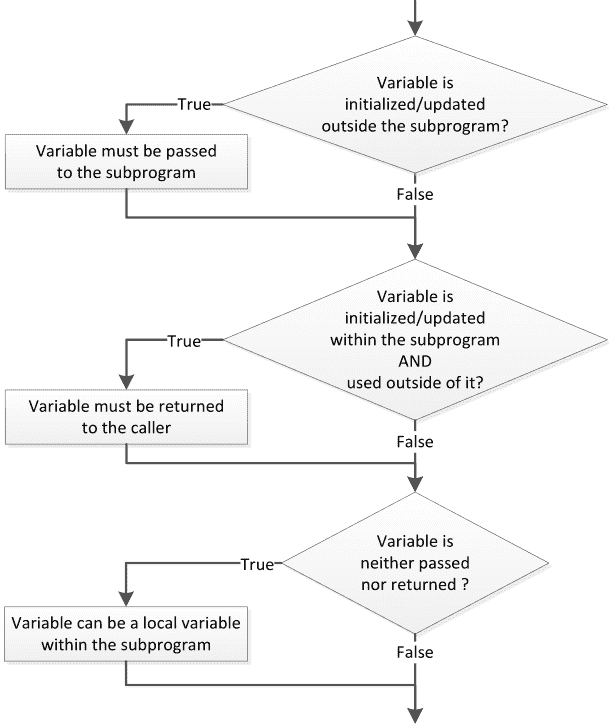 Variable is
initialized/updated
outside the subprogram?
True
Variable must be passed
to the subprogram
False
Variable is
initialized/updated
within the subprogram
AND
used outside of it?
True
Variable must be returned
to the caller
False
Variable is
neither passed
nor returned ?
True
Variable can be a local variable
within the subprogram
False